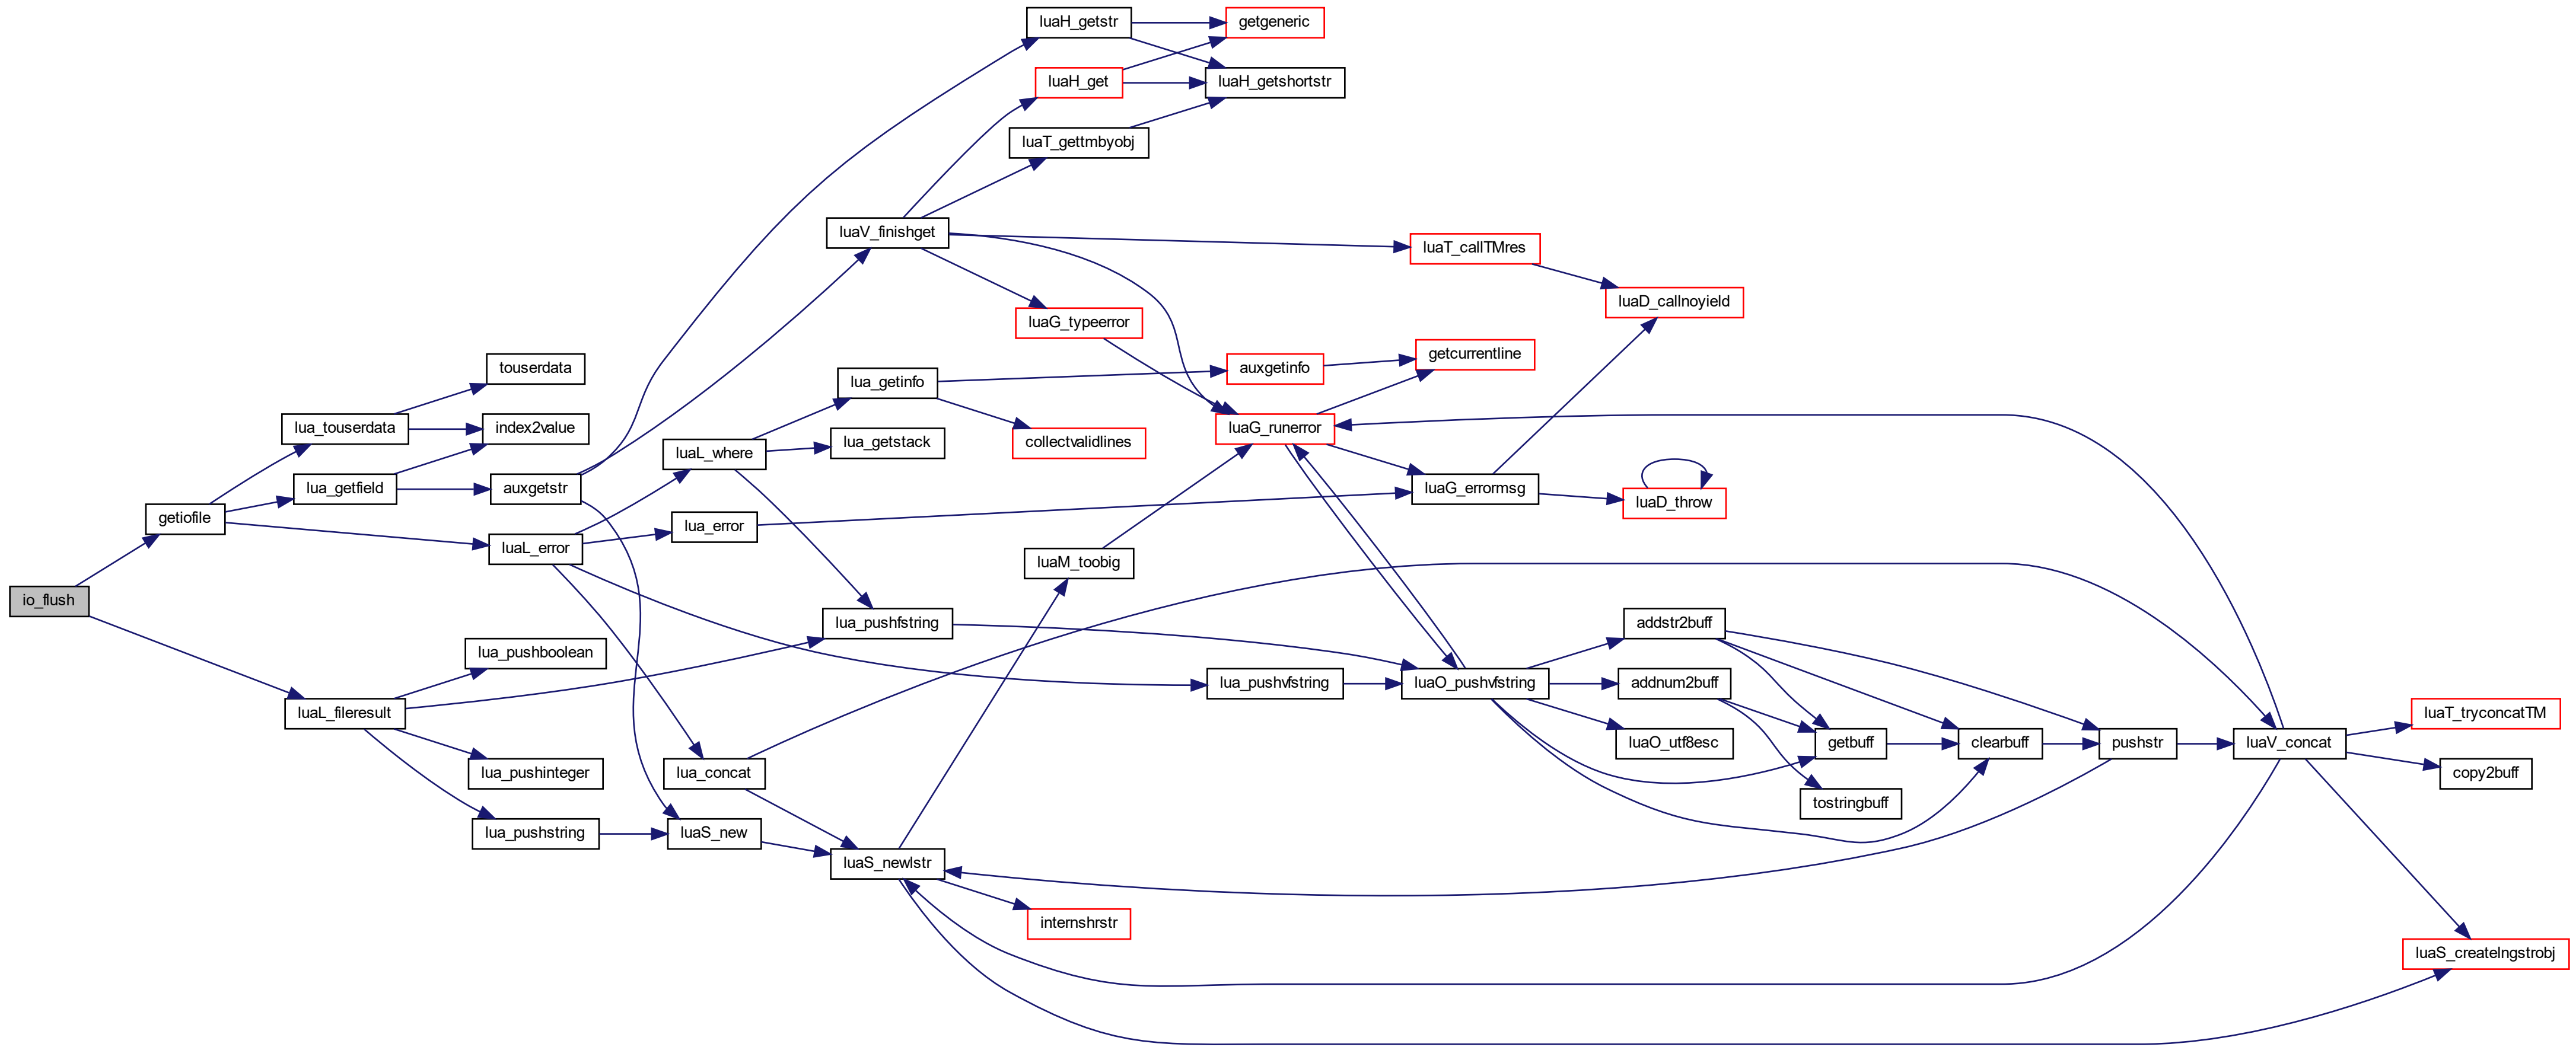 io_flush
getiofile
luaL_fileresult
lua_touserdata
lua_getfield
luaL_error
lua_pushboolean
lua_pushinteger
lua_pushstring
touserdata
index2value
auxgetstr
luaL_where
lua_error
lua_concat
luaS_new
luaV_finishget
lua_getinfo
lua_getstack
lua_pushfstring
luaS_newlstr
luaH_getstr
luaH_get
luaT_gettmbyobj
luaG_typeerror
collectvalidlines
luaM_toobig
internshrstr
getgeneric
luaH_getshortstr
auxgetinfo
luaG_runerror
lua_pushvfstring
luaT_callTMres
getcurrentline
luaG_errormsg
luaO_pushvfstring
luaD_callnoyield
luaD_throw
addstr2buff
addnum2buff
luaO_utf8esc
getbuff
tostringbuff
clearbuff
pushstr
luaV_concat
luaT_tryconcatTM
copy2buff
luaS_createlngstrobj